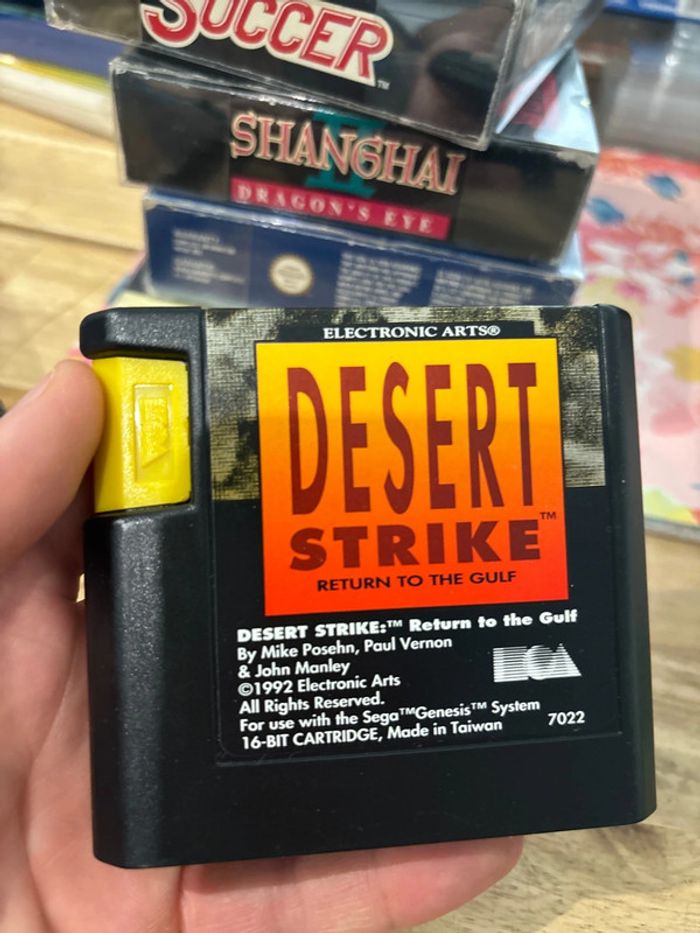 SOCCER
SHANGHAI
II
DRAGON'S EYE
ELECTRONIC ARTS®
DESERT
STRIKE™
RETURN TO THE GULF
DESERT STRIKE:™ Return to the Gulf
By Mike Posehn, Paul Vernon
& John Manley
©1992 Electronic Arts
All Rights Reserved.
For use with the Sega™Genesis™ System
16-BIT CARTRIDGE, Made in Taiwan
7022
EA